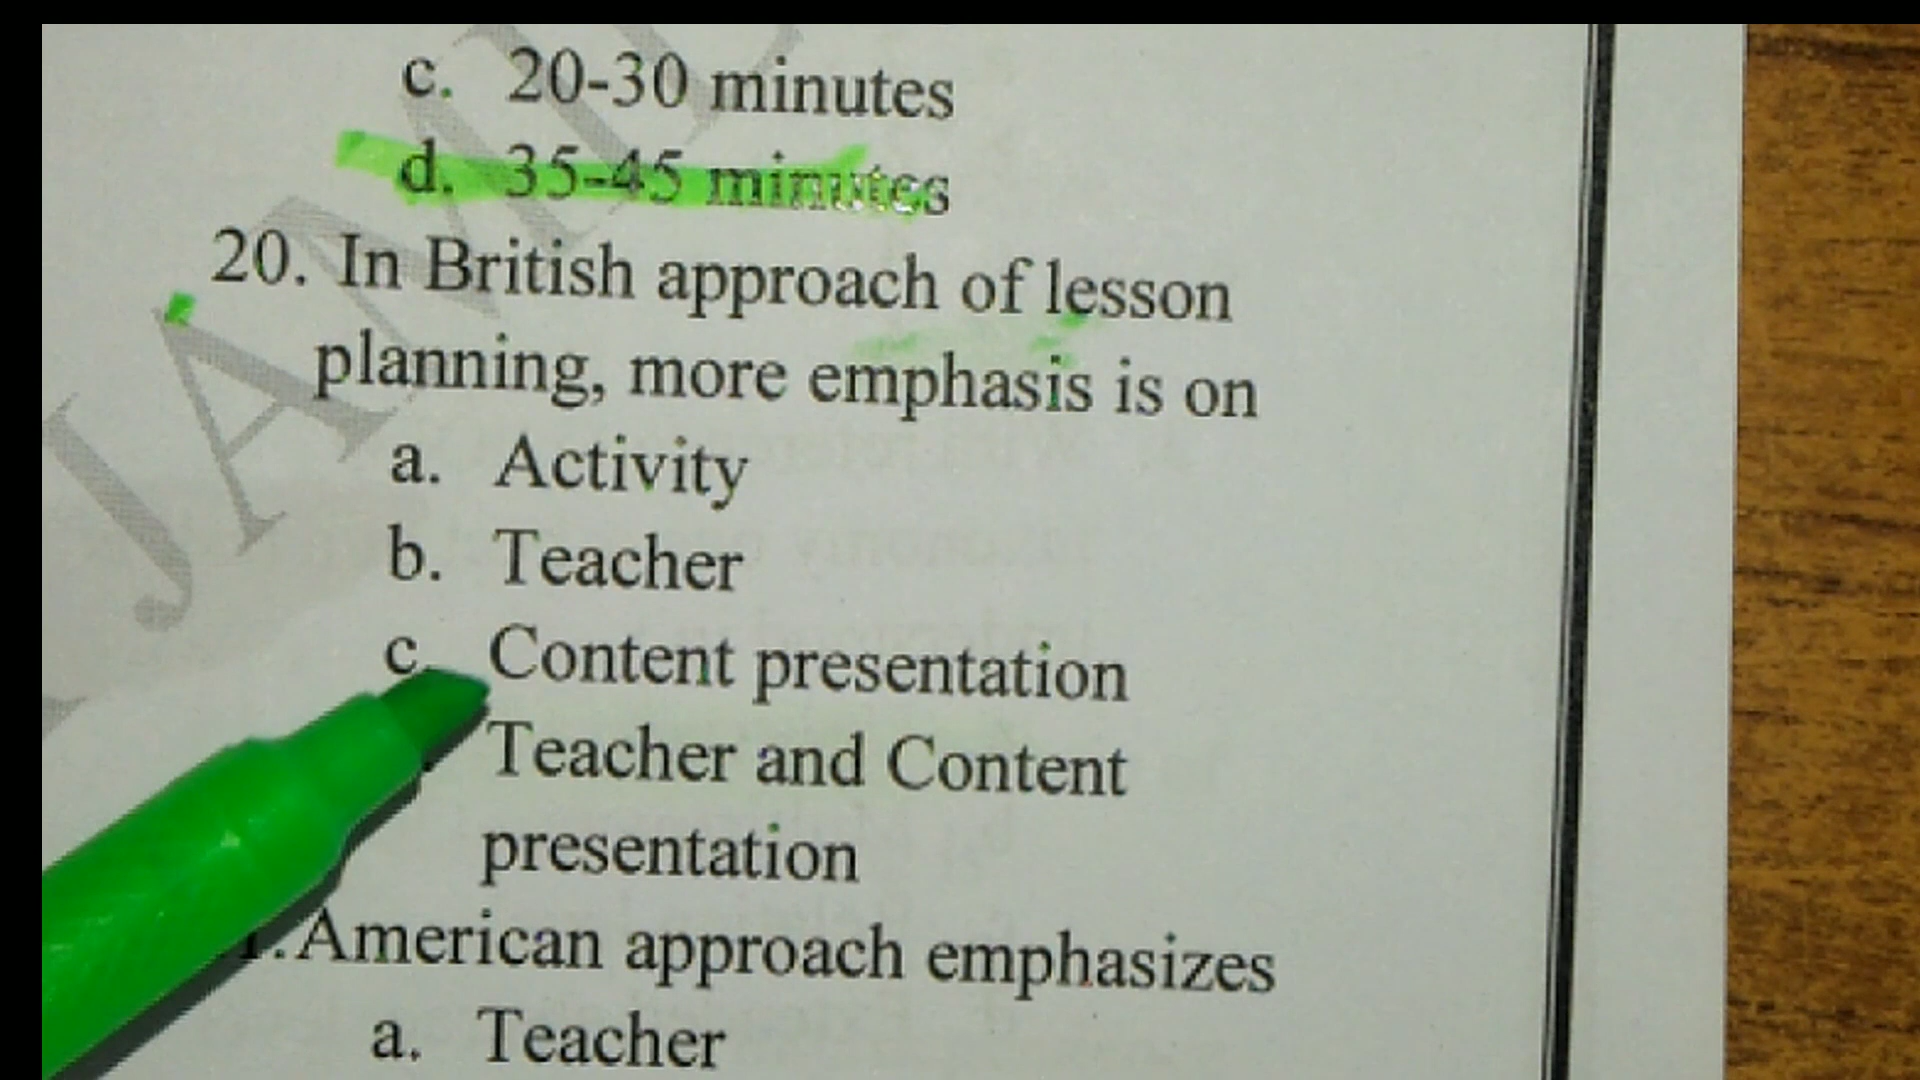 c. 20-30 minutes
d. 35-45 minutes
20. In British approach of lesson
planning, more emphasis is on
a. Activity
b. Teacher
c. Content presentation
Teacher and Content
presentation
American approach emphasizes
a. Teacher